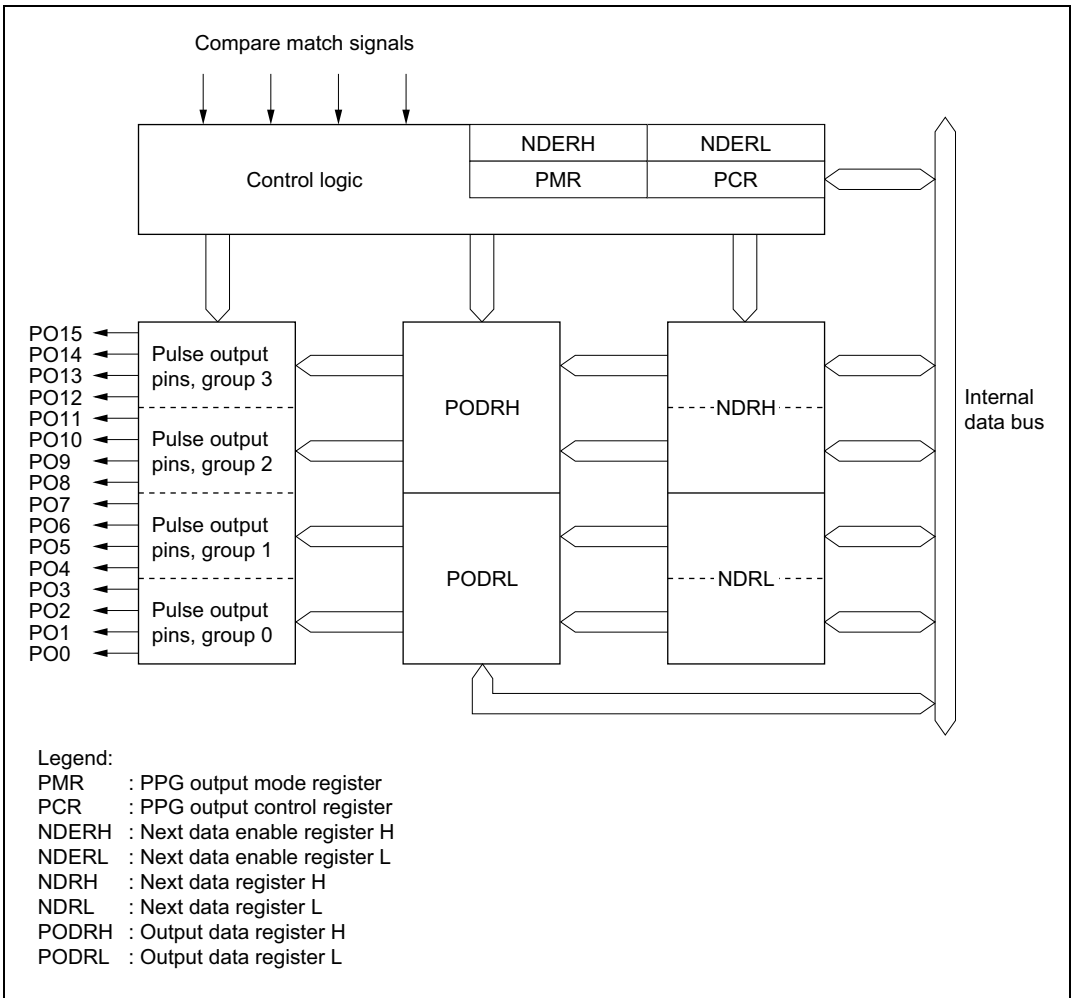 Compare match signals
Control logic
NDERH
NDERL
PMR
PCR
PO15
PO14
PO13
PO12
PO11
PO10
PO9
PO8
PO7
PO6
PO5
PO4
PO3
PO2
PO1
PO0
Pulse output
pins, group 3
Pulse output
pins, group 2
Pulse output
pins, group 1
Pulse output
pins, group 0
PODRH
PODRL
NDRH
NDRL
Internal
data bus
Legend:
PMR : PPG output mode register
PCR : PPG output control register
NDERH : Next data enable register H
NDERL : Next data enable register L
NDRH : Next data register H
NDRL : Next data register L
PODRH : Output data register H
PODRL : Output data register L